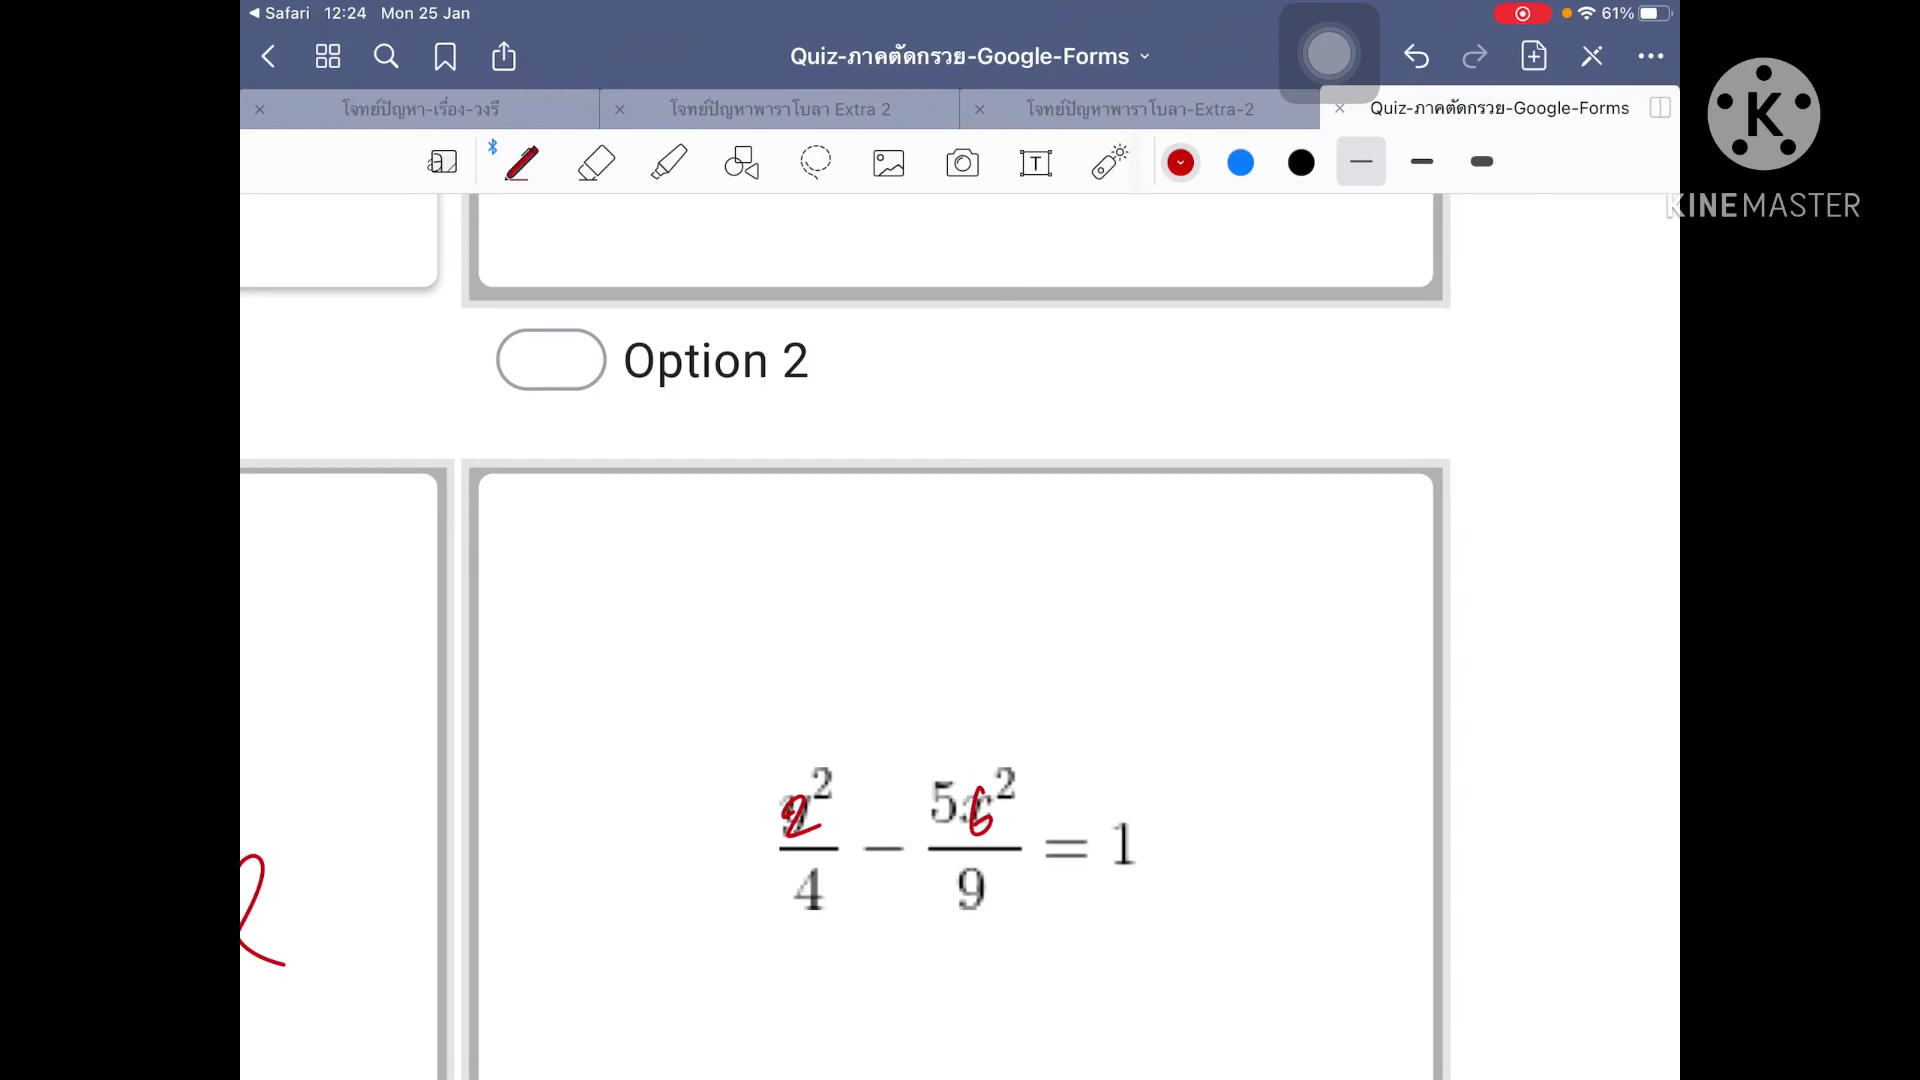 Safari 12:24 Mon 25 Jan 61%
Quiz-ภาคตัดกรวย-Google-Forms
โจทย์ปัญหา-เรื่อง-วงรี โจทย์ปัญหาพาราโบลา Extra 2 โจทย์ปัญหาพาราโบลา-Extra-2 Quiz-ภาคตัดกรวย-Google-Forms
K
KINEMASTER
Option 2
y²/4 − 5x²/9 = 1
2 6
2